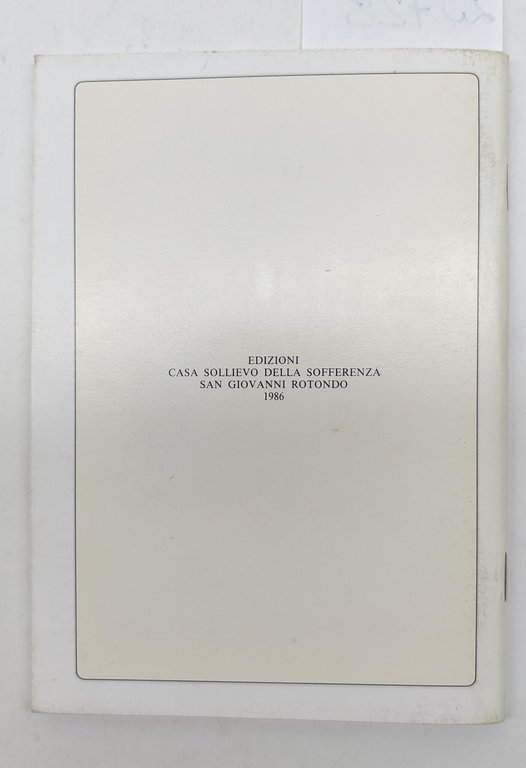 EDIZIONI
CASA SOLLIEVO DELLA SOFFERENZA
SAN GIOVANNI ROTONDO
1986